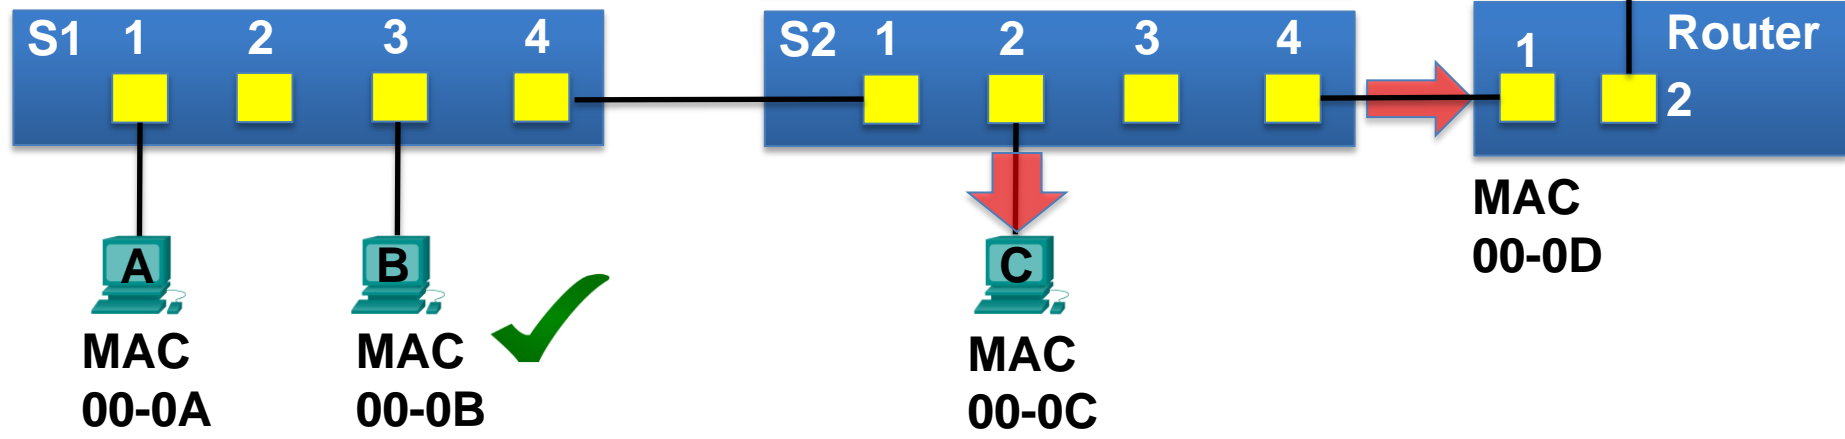 S1 1 2 3 4
S2 1 2 3 4
1 Router
2
A
B
C
MAC
00-0A
MAC
00-0B
MAC
00-0C
MAC
00-0D